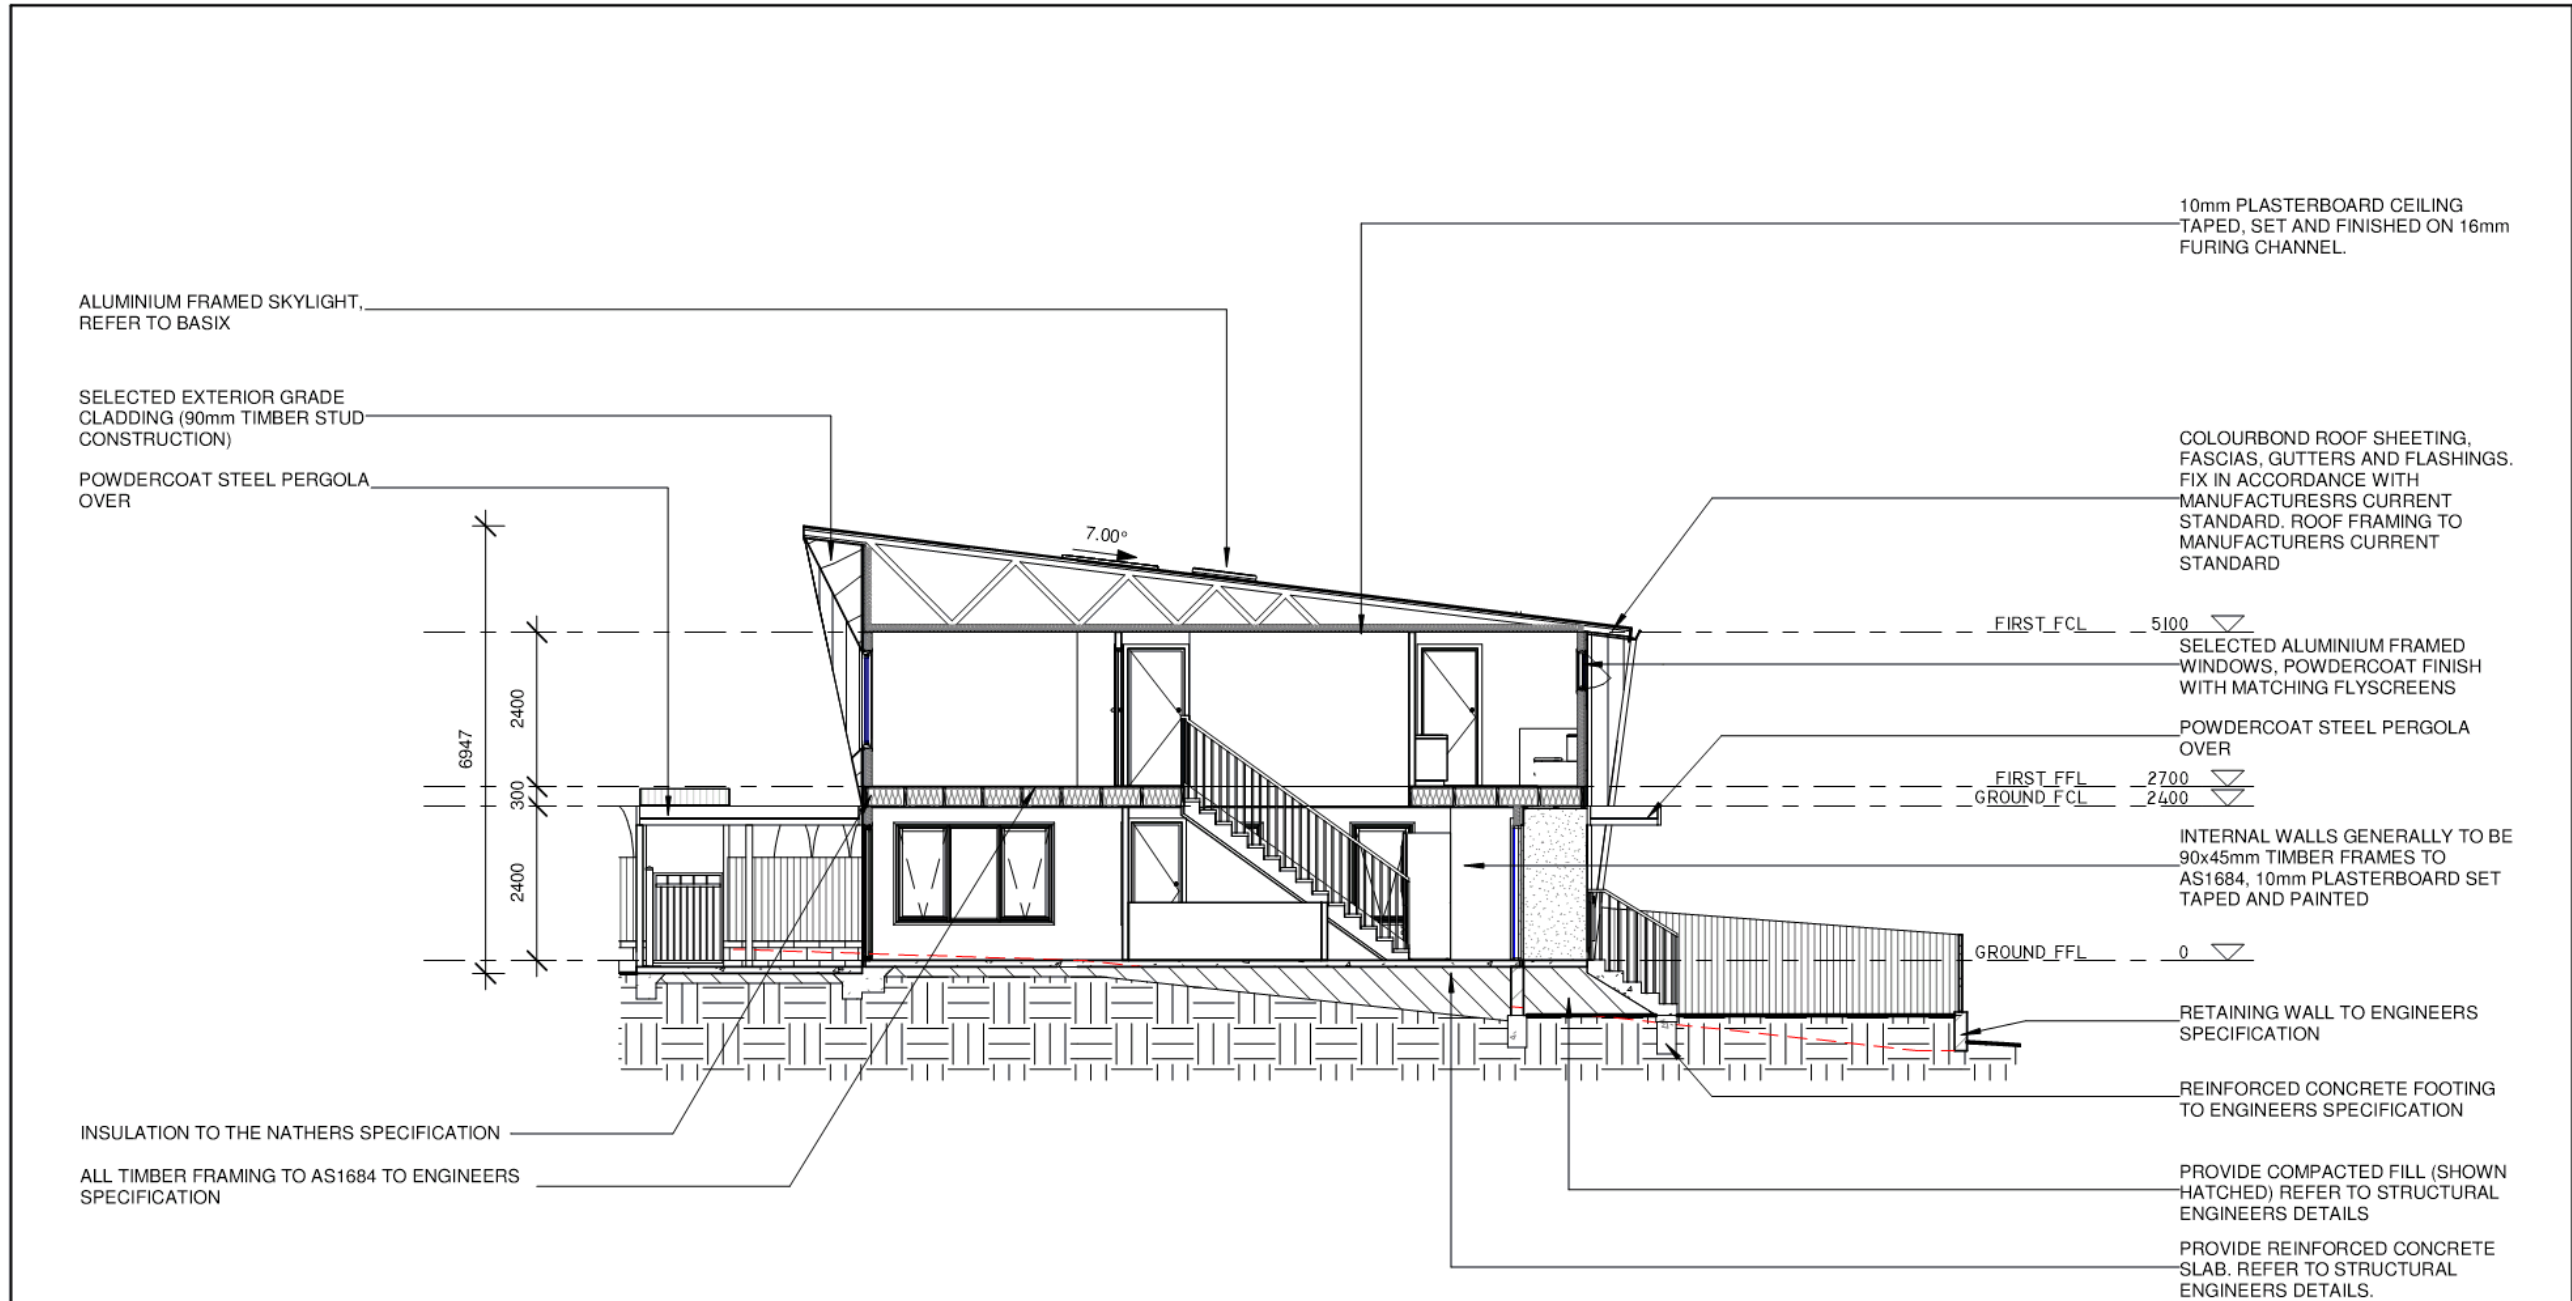 10mm PLASTERBOARD CEILING
TAPED, SET AND FINISHED ON 16mm
FURING CHANNEL.
ALUMINIUM FRAMED SKYLIGHT,
REFER TO BASIX
SELECTED EXTERIOR GRADE
CLADDING (90mm TIMBER STUD
CONSTRUCTION)
POWDERCOAT STEEL PERGOLA
OVER
COLOURBOND ROOF SHEETING,
FASCIAS, GUTTERS AND FLASHINGS.
FIX IN ACCORDANCE WITH
MANUFACTURESRS CURRENT
STANDARD. ROOF FRAMING TO
MANUFACTURERS CURRENT
STANDARD
7.00°
FIRST FCL 5100
SELECTED ALUMINIUM FRAMED
WINDOWS, POWDERCOAT FINISH
WITH MATCHING FLYSCREENS
2400
6947
POWDERCOAT STEEL PERGOLA
OVER
300
FIRST FFL 2700
GROUND FCL 2400
2400
INTERNAL WALLS GENERALLY TO BE
90x45mm TIMBER FRAMES TO
AS1684, 10mm PLASTERBOARD SET
TAPED AND PAINTED
GROUND FFL 0
RETAINING WALL TO ENGINEERS
SPECIFICATION
REINFORCED CONCRETE FOOTING
TO ENGINEERS SPECIFICATION
INSULATION TO THE NATHERS SPECIFICATION
ALL TIMBER FRAMING TO AS1684 TO ENGINEERS
SPECIFICATION
PROVIDE COMPACTED FILL (SHOWN
HATCHED) REFER TO STRUCTURAL
ENGINEERS DETAILS
PROVIDE REINFORCED CONCRETE
SLAB. REFER TO STRUCTURAL
ENGINEERS DETAILS.